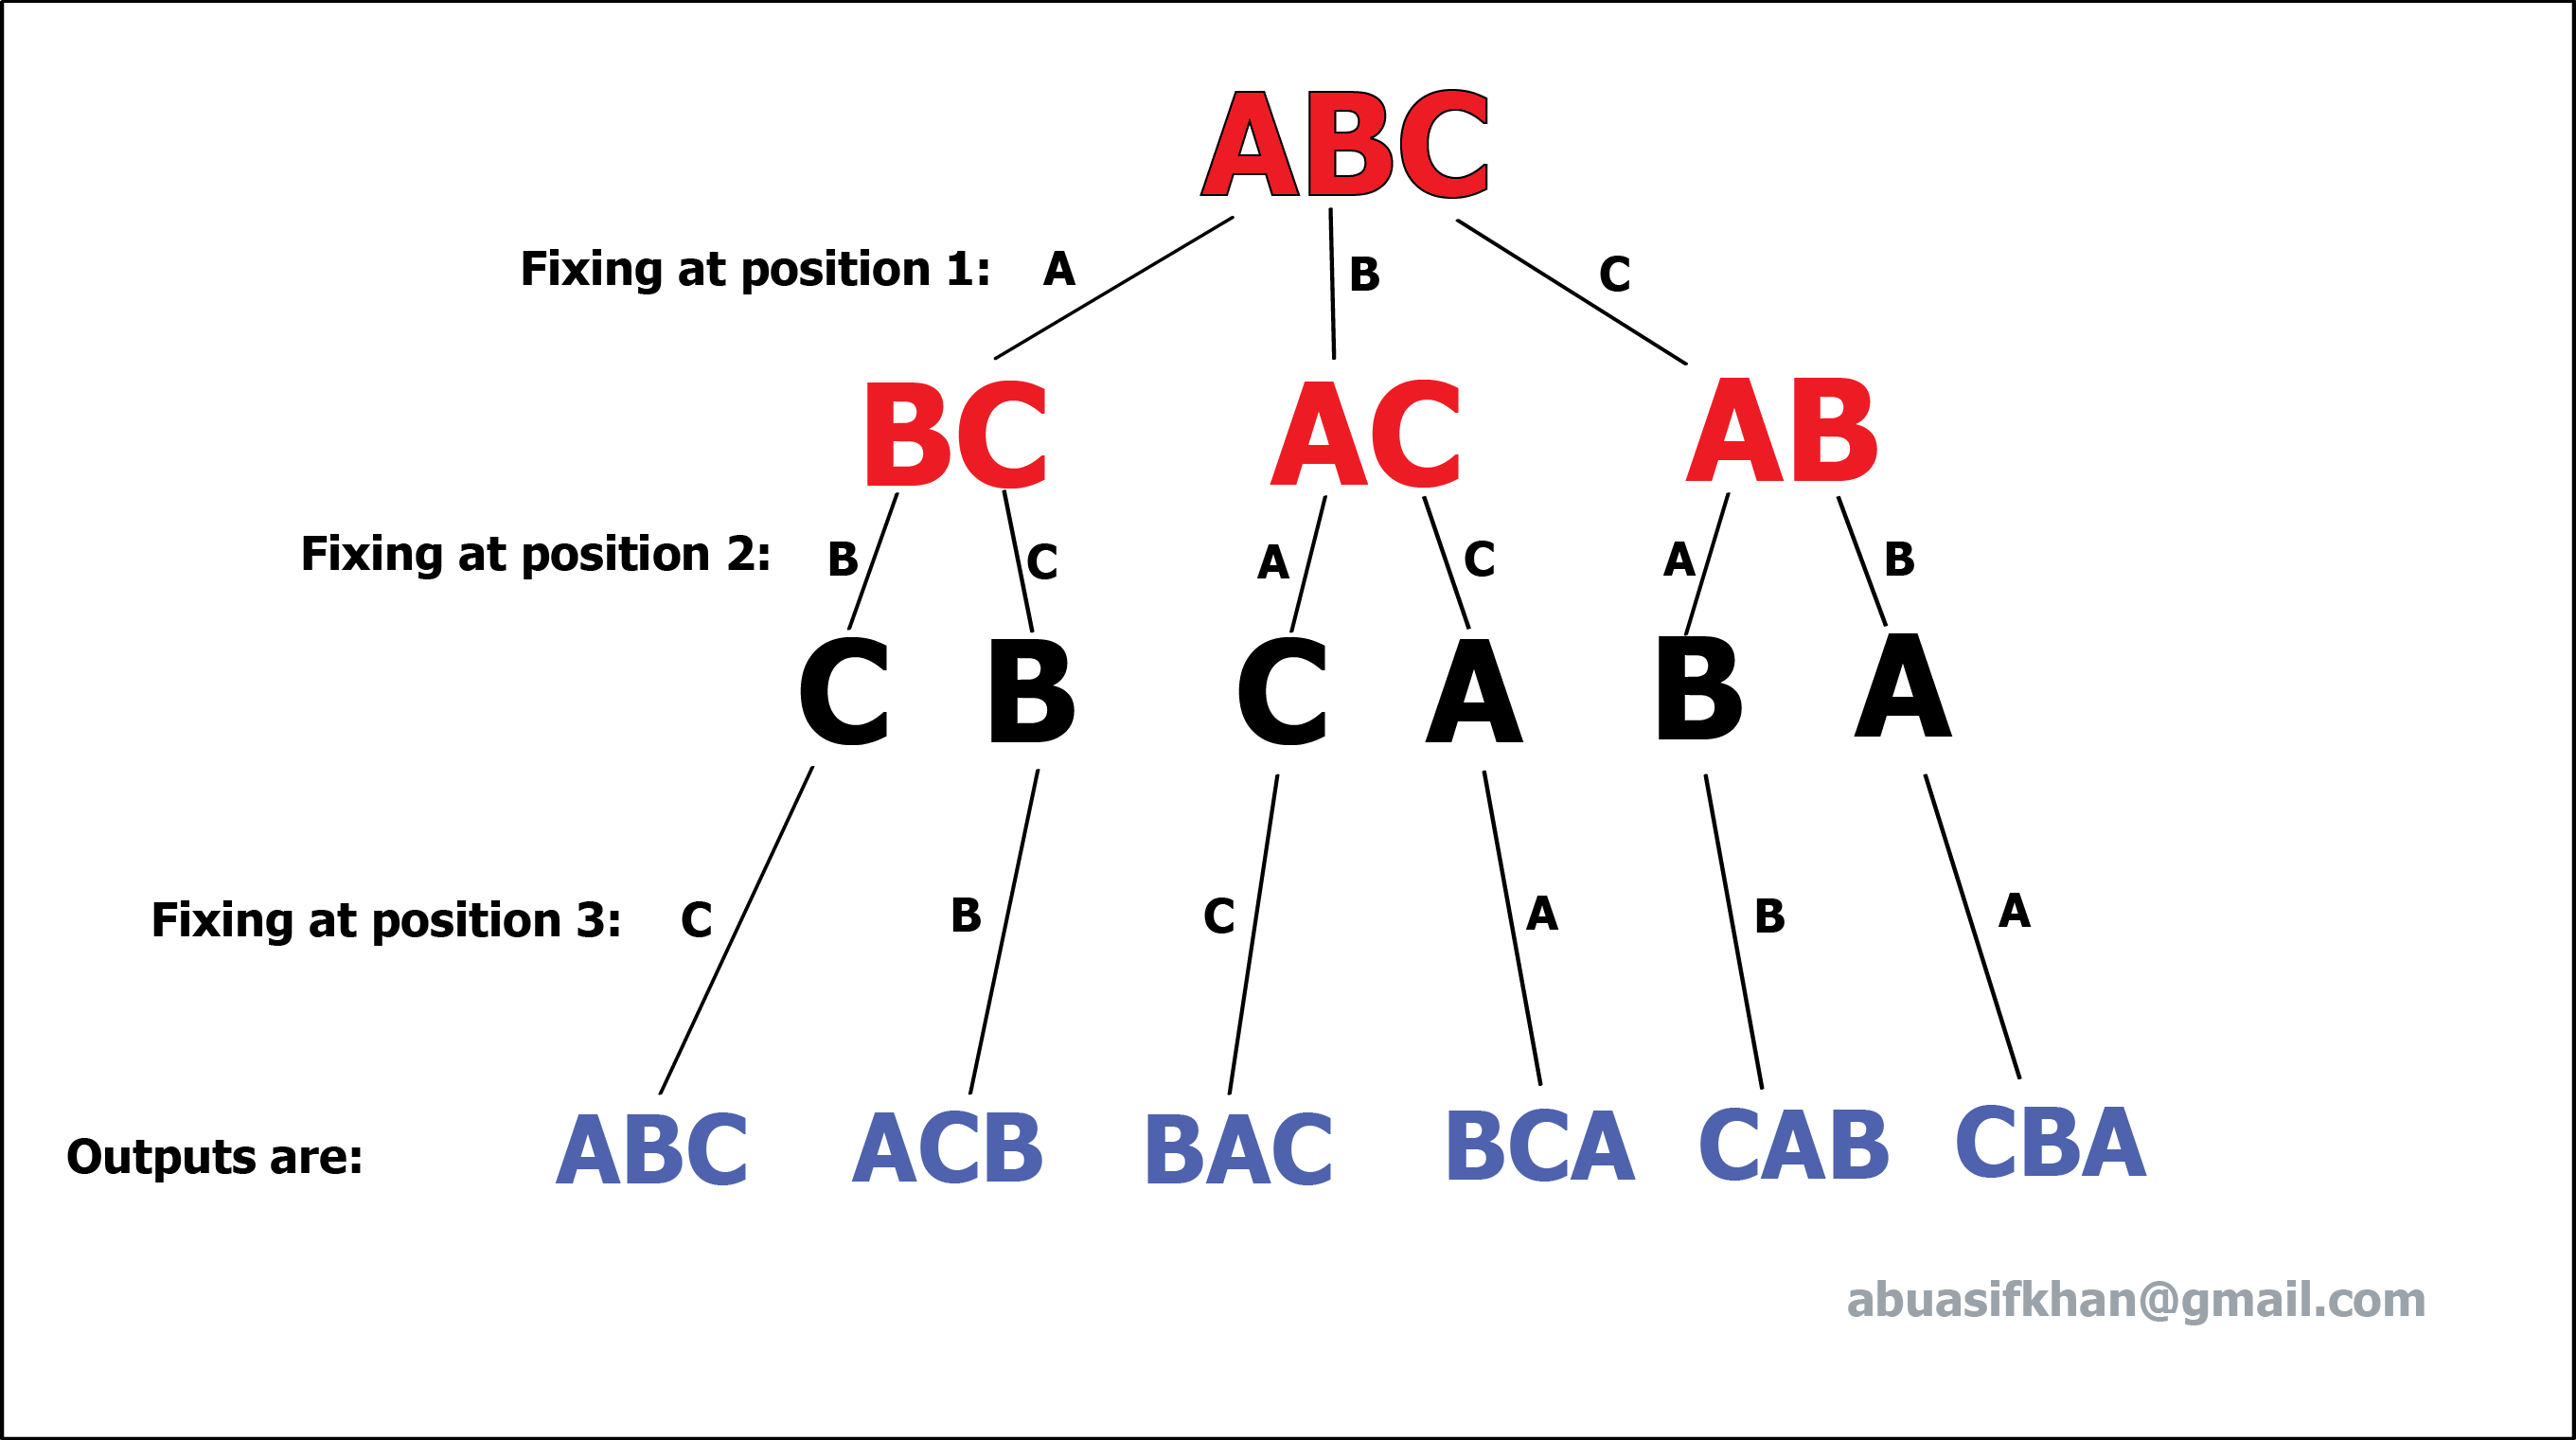 ABC
Fixing at position 1: A B C
BC AC AB
Fixing at position 2: B C A C A B
C B C A B A
Fixing at position 3: C B C A B A
Outputs are: ABC ACB BAC BCA CAB CBA
abuasifkhan@gmail.com